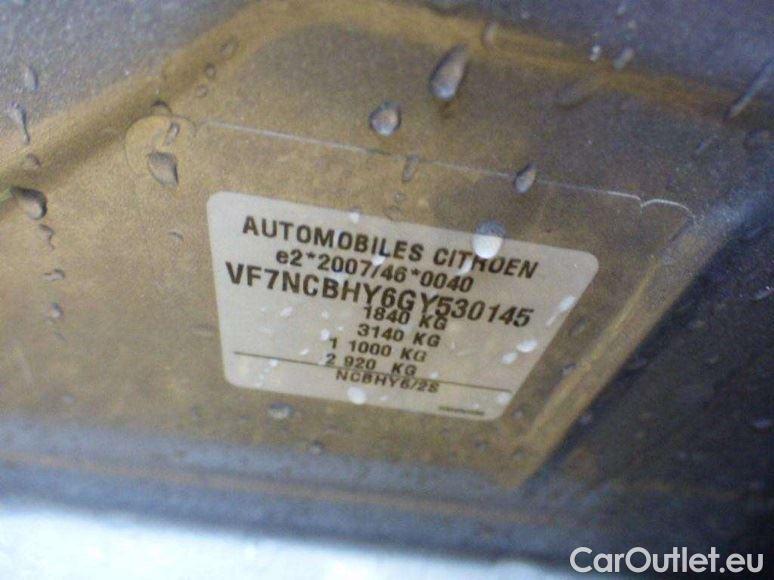 AUTOMOBILES CITROEN
e2*2007/46*0040
VF7NCBHY6GY530145
1840 KG
3140 KG
1 1000 KG
2 920 KG
NCBHY6/2S
CarOutlet.eu